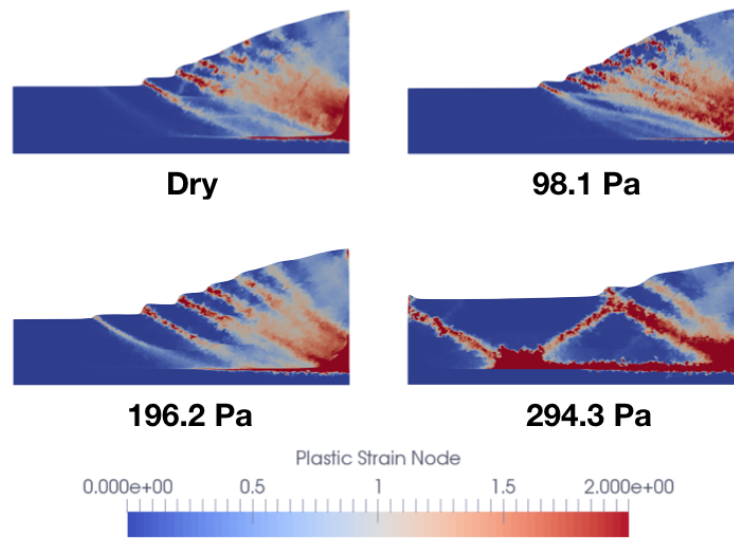 Dry
98.1 Pa
196.2 Pa
294.3 Pa
Plastic Strain Node
0.000e+00 0.5 1 1.5 2.000e+00